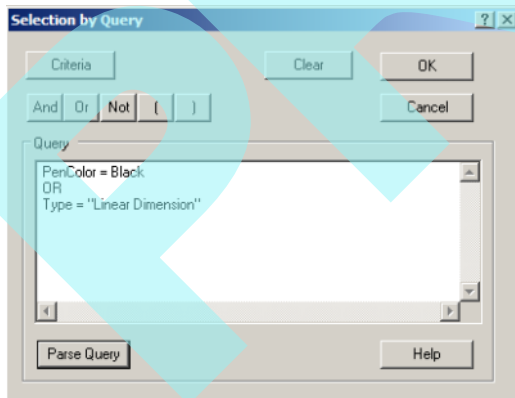 Selection by Query
Criteria
Clear
OK
And Or Not ( )
Cancel
Query
PenColor = Black
OR
Type = "Linear Dimension"
Parse Query
Help